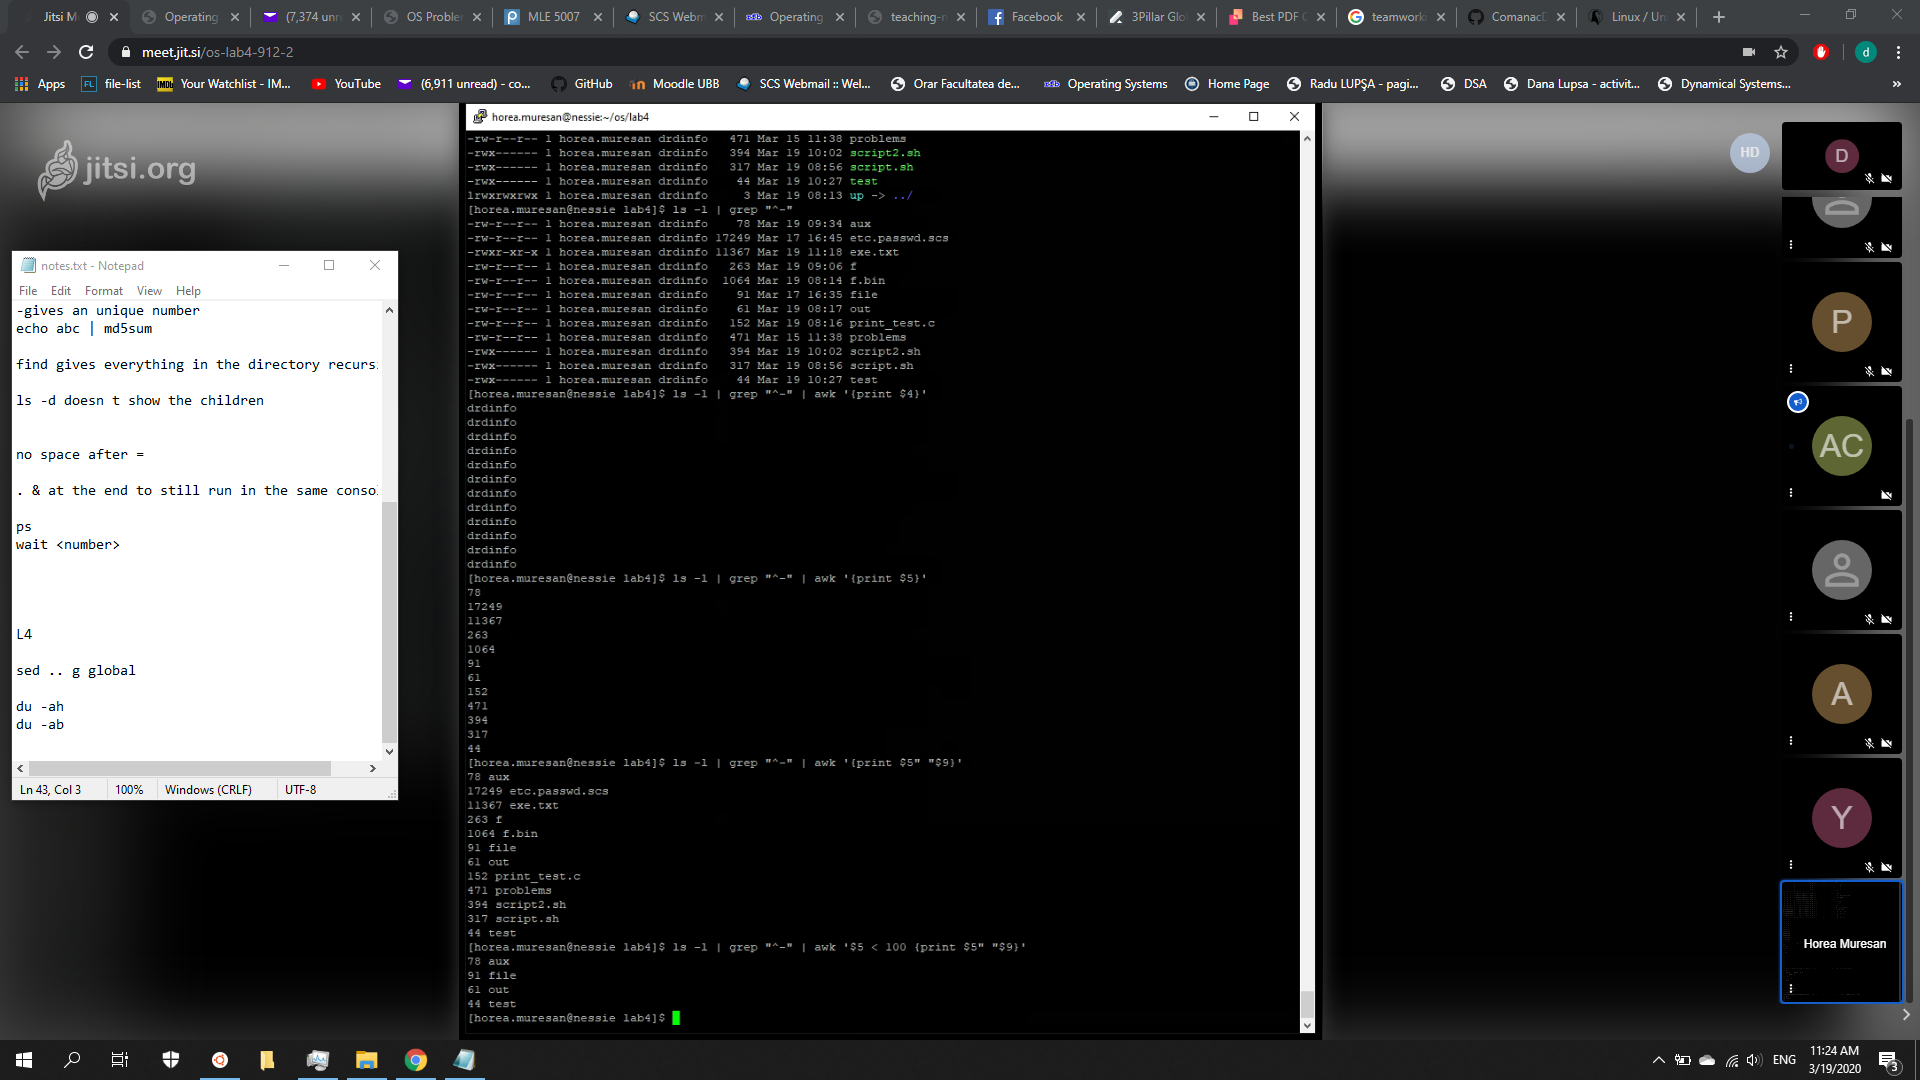 Jitsi M
Operating
(7,374 unr
OS Proble
MLE 5007
SCS Webm
Operating
teaching-r
Facebook
3Pillar Glo
Best PDF C
teamwork
ComanacD
Linux / Un
meet.jit.si/os-lab4-912-2
d
Apps
file-list
Your Watchlist - IM...
YouTube
(6,911 unread) - co...
GitHub
Moodle UBB
SCS Webmail :: Wel...
Orar Facultatea de...
Operating Systems
Home Page
Radu LUPŞA - pagi...
DSA
Dana Lupsa - activit...
Dynamical Systems...
»
jitsi.org
notes.txt - Notepad
File Edit Format View Help
-gives an unique number
echo abc | md5sum
find gives everything in the directory recurs
ls -d doesn t show the children
no space after =
. & at the end to still run in the same conso
ps
wait <number>
L4
sed .. g global
du -ah
du -ab
Ln 43, Col 3
100%
Windows (CRLF)
UTF-8
horea.muresan@nessie:~/os/lab4
-rw-r--r-- 1 horea.muresan drdinfo 471 Mar 15 11:38 problems
-rwx------ 1 horea.muresan drdinfo 394 Mar 19 10:02 script2.sh
-rwx------ 1 horea.muresan drdinfo 317 Mar 19 08:56 script.sh
-rwx------ 1 horea.muresan drdinfo 44 Mar 19 10:27 test
lrwxrwxrwx 1 horea.muresan drdinfo 3 Mar 19 08:13 up -> ../
[horea.muresan@nessie lab4]$ ls -l | grep "^-"
-rw-r--r-- 1 horea.muresan drdinfo 78 Mar 19 09:34 aux
-rw-r--r-- 1 horea.muresan drdinfo 17249 Mar 17 16:45 etc.passwd.scs
-rwxr-xr-x 1 horea.muresan drdinfo 11367 Mar 19 11:18 exe.txt
-rw-r--r-- 1 horea.muresan drdinfo 263 Mar 19 09:06 f
-rw-r--r-- 1 horea.muresan drdinfo 1064 Mar 19 08:14 f.bin
-rw-r--r-- 1 horea.muresan drdinfo 91 Mar 17 16:35 file
-rw-r--r-- 1 horea.muresan drdinfo 61 Mar 19 08:17 out
-rw-r--r-- 1 horea.muresan drdinfo 152 Mar 19 08:16 print_test.c
-rw-r--r-- 1 horea.muresan drdinfo 471 Mar 15 11:38 problems
-rwx------ 1 horea.muresan drdinfo 394 Mar 19 10:02 script2.sh
-rwx------ 1 horea.muresan drdinfo 317 Mar 19 08:56 script.sh
-rwx------ 1 horea.muresan drdinfo 44 Mar 19 10:27 test
[horea.muresan@nessie lab4]$ ls -l | grep "^-" | awk '{print $4}'
drdinfo
drdinfo
drdinfo
drdinfo
drdinfo
drdinfo
drdinfo
drdinfo
drdinfo
drdinfo
drdinfo
drdinfo
[horea.muresan@nessie lab4]$ ls -l | grep "^-" | awk '{print $5}'
78
17249
11367
263
1064
91
61
152
471
394
317
44
[horea.muresan@nessie lab4]$ ls -l | grep "^-" | awk '{print $5" "$9}'
78 aux
17249 etc.passwd.scs
11367 exe.txt
263 f
1064 f.bin
91 file
61 out
152 print_test.c
471 problems
394 script2.sh
317 script.sh
44 test
[horea.muresan@nessie lab4]$ ls -l | grep "^-" | awk '$5 < 100 {print $5" "$9}'
78 aux
91 file
61 out
44 test
[horea.muresan@nessie lab4]$
HD
D
P
AC
A
Y
Horea Muresan
ENG
11:24 AM
3/19/2020
3